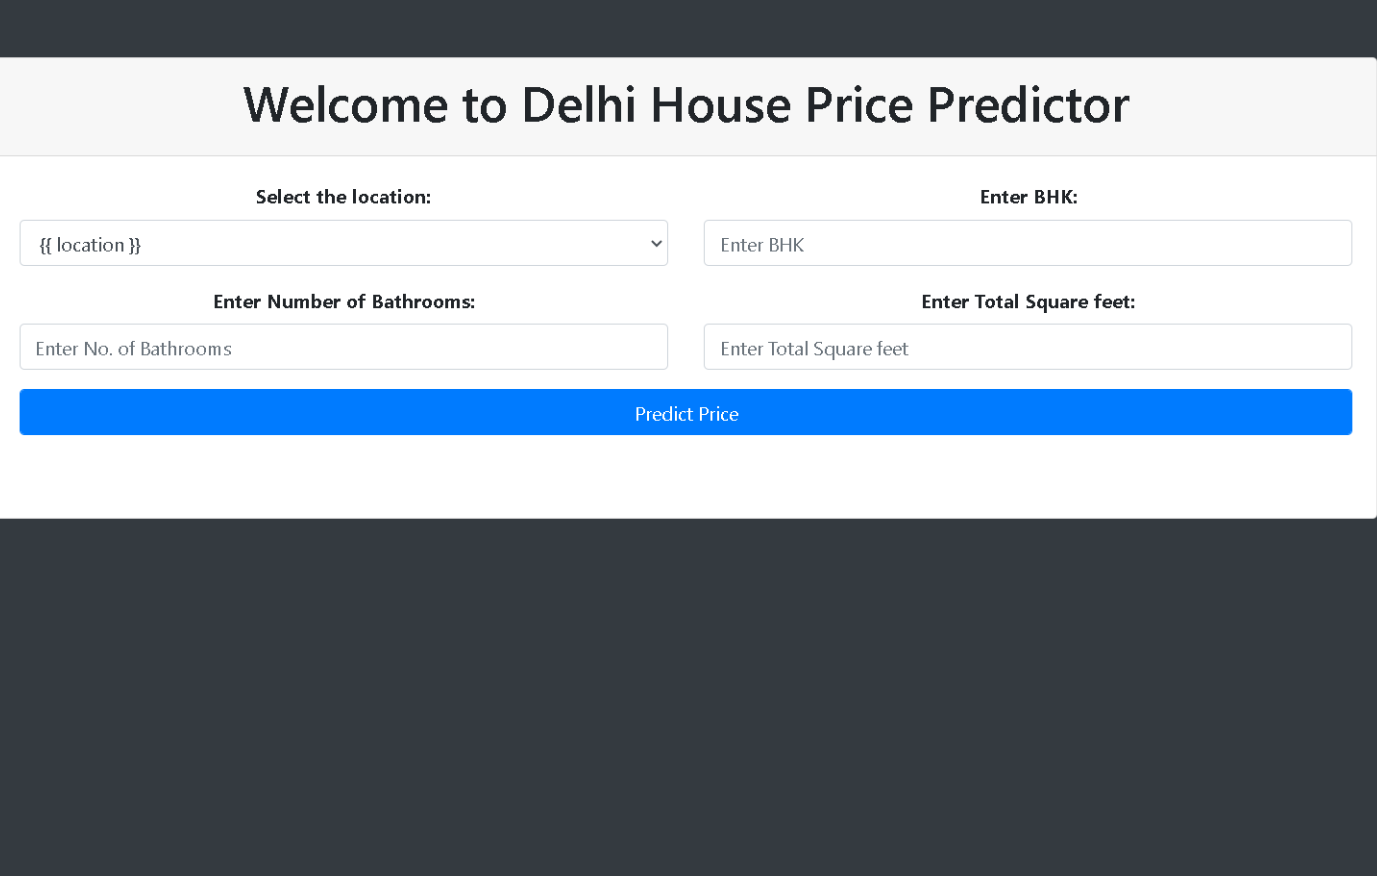 Welcome to Delhi House Price Predictor
Select the location:
Enter BHK:
{{ location }}
Enter BHK
Enter Number of Bathrooms:
Enter Total Square feet:
Enter No. of Bathrooms
Enter Total Square feet
Predict Price